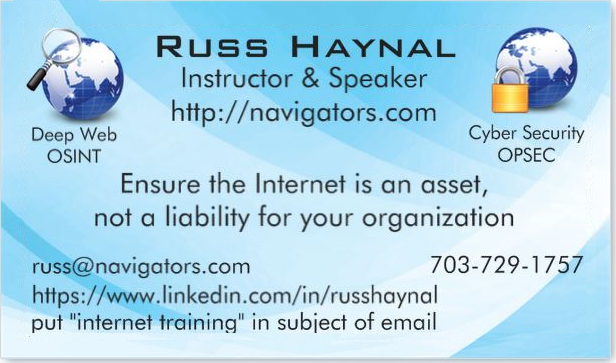 Russ Haynal
Instructor & Speaker
http://navigators.com
Deep Web
OSINT
Cyber Security
OPSEC
Ensure the Internet is an asset,
not a liability for your organization
russ@navigators.com
703-729-1757
https://www.linkedin.com/in/russhaynal
put "internet training" in subject of email